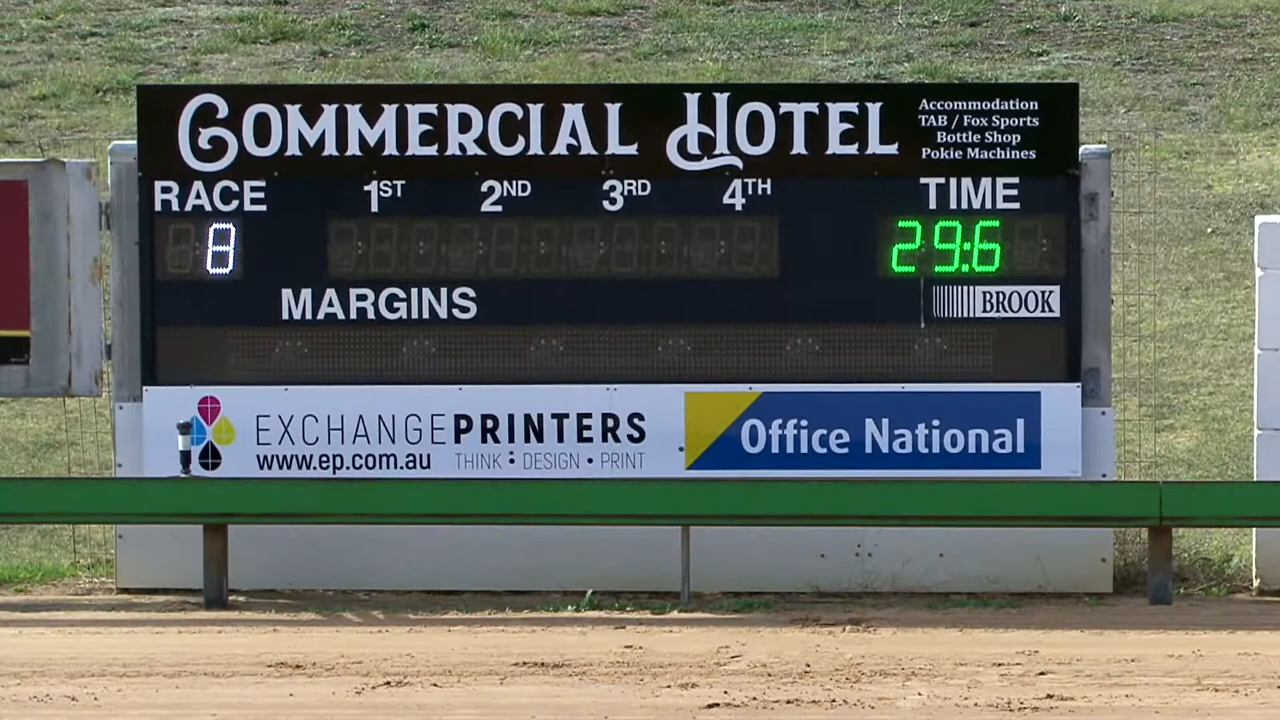 COMMERCIAL HOTEL
Accommodation
TAB / Fox Sports
Bottle Shop
Pokie Machines
RACE 1ST 2ND 3RD 4TH TIME
8 29:6
MARGINS
BROOK
EXCHANGEPRINTERS
www.ep.com.au THINK • DESIGN • PRINT
Office National